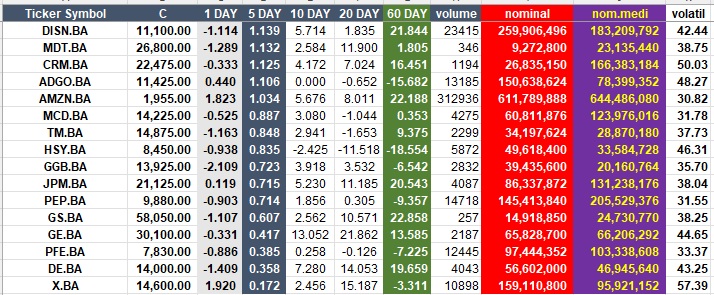 Ticker Symbol C 1 DAY 5 DAY 10 DAY 20 DAY 60 DAY volume nominal nom.medi volatil
DISN.BA 11,100.00 -1.114 1.139 5.714 1.835 21.844 23415 259,906,496 183,209,792 42.44
MDT.BA 26,800.00 -1.289 1.132 2.584 11.900 1.805 346 9,272,800 23,135,440 38.75
CRM.BA 22,475.00 -0.333 1.125 4.172 7.024 16.451 1194 26,835,150 166,383,184 50.03
ADGO.BA 11,425.00 0.440 1.106 0.000 -0.652 -15.682 13185 150,638,624 78,399,352 48.27
AMZN.BA 1,955.00 1.823 1.034 5.676 8.011 22.188 312936 611,789,888 644,486,080 30.82
MCD.BA 14,225.00 -0.525 0.887 3.080 -1.044 0.353 4275 60,811,876 123,976,016 31.78
TM.BA 14,875.00 -1.163 0.848 2.941 -1.653 9.375 2299 34,197,624 28,870,180 37.73
HSY.BA 8,450.00 -0.938 0.835 -2.425 -11.518 -18.554 5872 49,618,400 33,584,728 46.31
GGB.BA 13,925.00 -2.109 0.723 3.918 3.532 -6.542 2832 39,435,600 20,160,764 35.70
JPM.BA 21,125.00 0.119 0.715 5.230 11.185 20.543 4087 86,337,872 131,238,176 38.04
PEP.BA 9,880.00 -0.903 0.714 1.856 0.305 -9.357 14718 145,413,840 205,529,376 31.55
GS.BA 58,050.00 -1.107 0.607 2.562 10.571 22.858 257 14,918,850 24,730,770 38.25
GE.BA 30,100.00 -0.331 0.417 13.052 21.862 13.585 2187 65,828,700 66,206,292 44.65
PFE.BA 7,830.00 -0.886 0.385 0.258 -0.126 -7.225 12445 97,444,352 103,338,608 33.37
DE.BA 14,000.00 -1.409 0.358 7.280 14.053 19.659 4043 56,602,000 46,945,640 43.25
X.BA 14,600.00 1.920 0.172 2.456 15.187 -3.311 10898 159,110,800 95,921,152 57.39